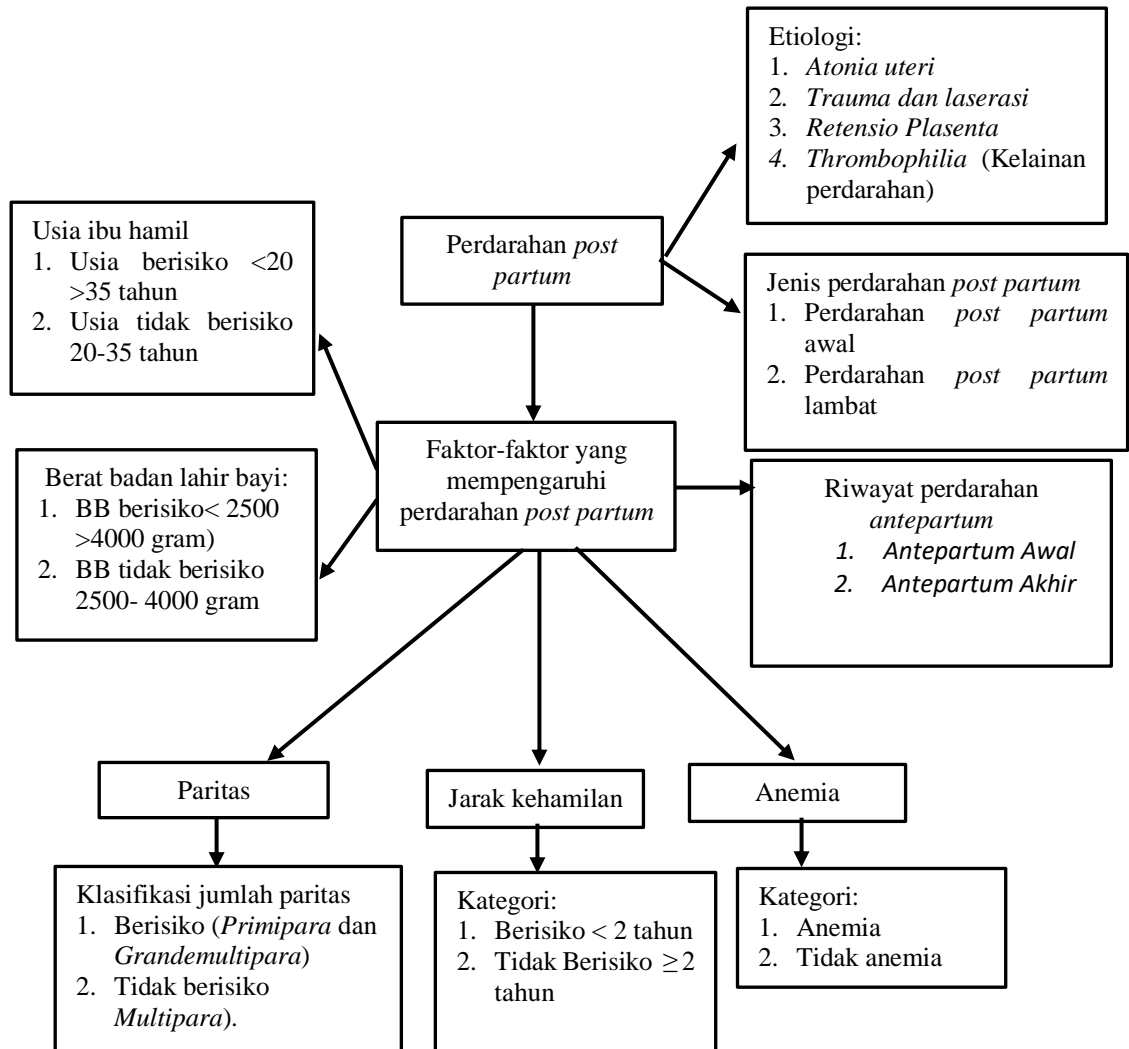 Etiologi:
1. Atonia uteri
2. Trauma dan laserasi
3. Retensio Plasenta
4. Thrombophilia (Kelainan
perdarahan)
Perdarahan post
partum
Usia ibu hamil
1. Usia berisiko <20
>35 tahun
2. Usia tidak berisiko
20-35 tahun
Jenis perdarahan post partum
1. Perdarahan post partum
awal
2. Perdarahan post partum
lambat
Faktor-faktor yang
mempengaruhi
perdarahan post partum
Berat badan lahir bayi:
1. BB berisiko< 2500
>4000 gram)
2. BB tidak berisiko
2500- 4000 gram
Riwayat perdarahan
antepartum
1. Antepartum Awal
2. Antepartum Akhir
Paritas
Jarak kehamilan
Anemia
Klasifikasi jumlah paritas
1. Berisiko (Primipara dan
Grandemultipara)
2. Tidak berisiko
Multipara).
Kategori:
1. Berisiko < 2 tahun
2. Tidak Berisiko ≥ 2
tahun
Kategori:
1. Anemia
2. Tidak anemia